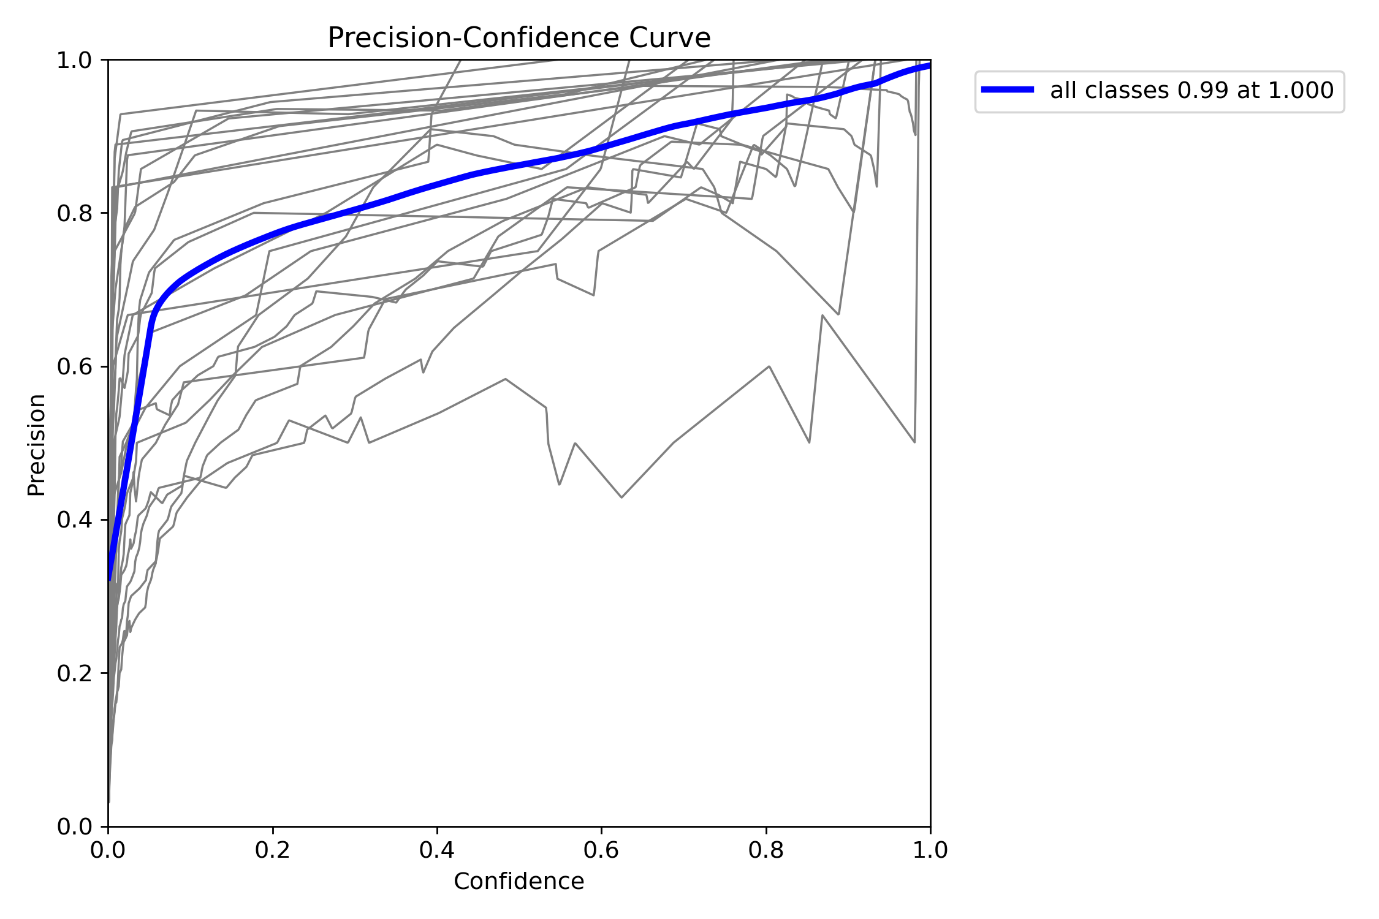 Precision-Confidence Curve
all classes 0.99 at 1.000
Precision
1.0
0.8
0.6
0.4
0.2
0.0
0.0 0.2 0.4 0.6 0.8 1.0
Confidence